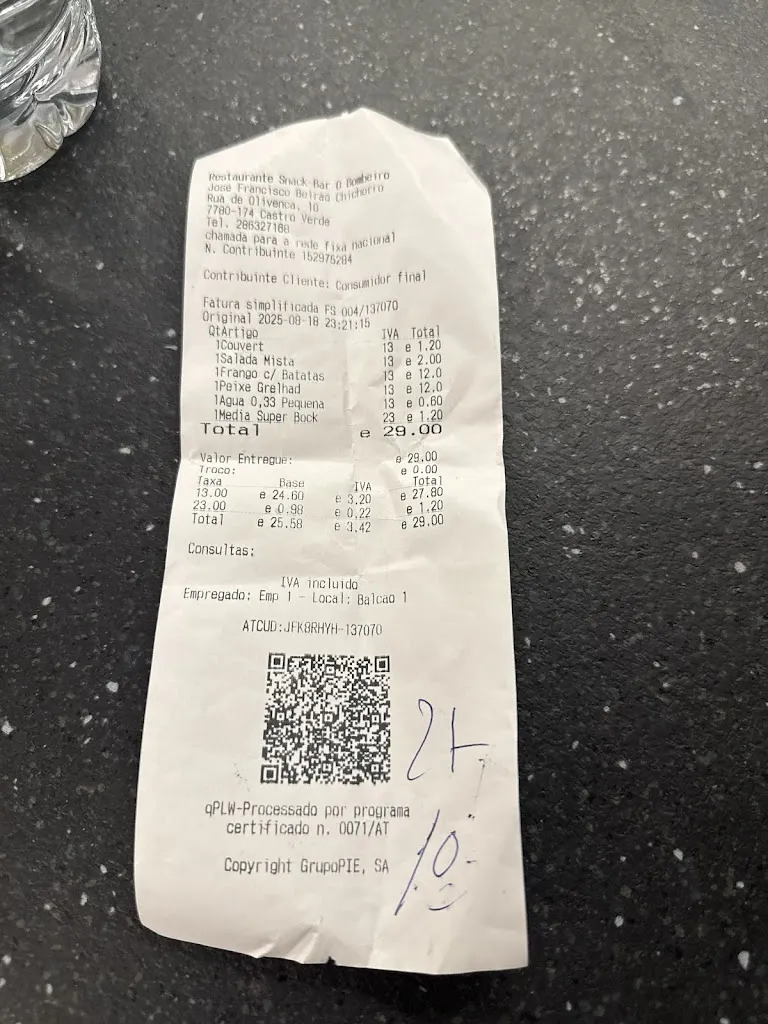 Restaurante Snack-Bar O Bombeiro
José Francisco Beirao Chichorro
Rua de Olivenca, 10
7780-174 Castro Verde
Tel. 286327168
chamada para a rede fixa nacional
N. Contribuinte 152975284
Contribuinte Cliente: Consumidor final
Fatura simplificada FS 004/137070
Original 2025-08-18 23:21:15
QtArtigo IVA Total
1Couvert 13 e 1.20
1Salada Mista 13 e 2.00
1Frango c/ Batatas 13 e 12.0
1Peixe Grelhad 13 e 12.0
1Agua 0,33 Pequena 13 e 0.60
1Media Super Bock 23 e 1.20
Total e 29.00
Valor Entregue: e 29.00
Troco: e 0.00
Taxa Base IVA Total
13.00 e 24.60 e 3.20 e 27.80
23.00 e 0.98 e 0.22 e 1.20
Total e 25.58 e 3.42 e 29.00
Consultas:
IVA incluido
Empregado: Emp 1 - Local: Balcao 1
ATCUD:JFK8RHYH-137070
qPLW-Processado por programa
certificado n. 0071/AT
Copyright GrupoPIE, SA